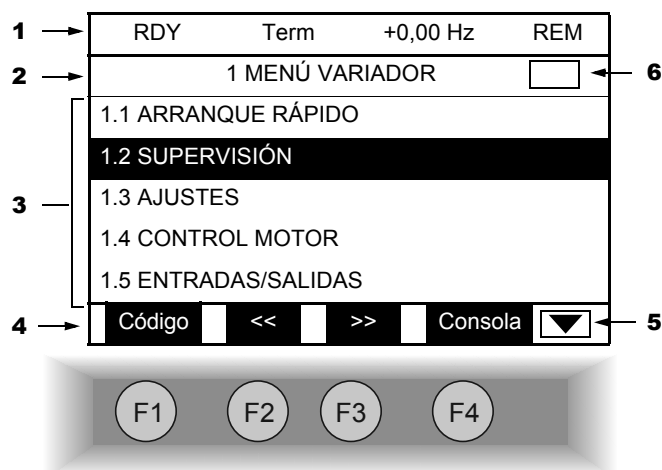 1 RDY Term +0,00 Hz REM
2 1 MENÚ VARIADOR 6
1.1 ARRANQUE RÁPIDO
1.2 SUPERVISIÓN
3 1.3 AJUSTES
1.4 CONTROL MOTOR
1.5 ENTRADAS/SALIDAS
4 Código << >> Consola 5
F1 F2 F3 F4